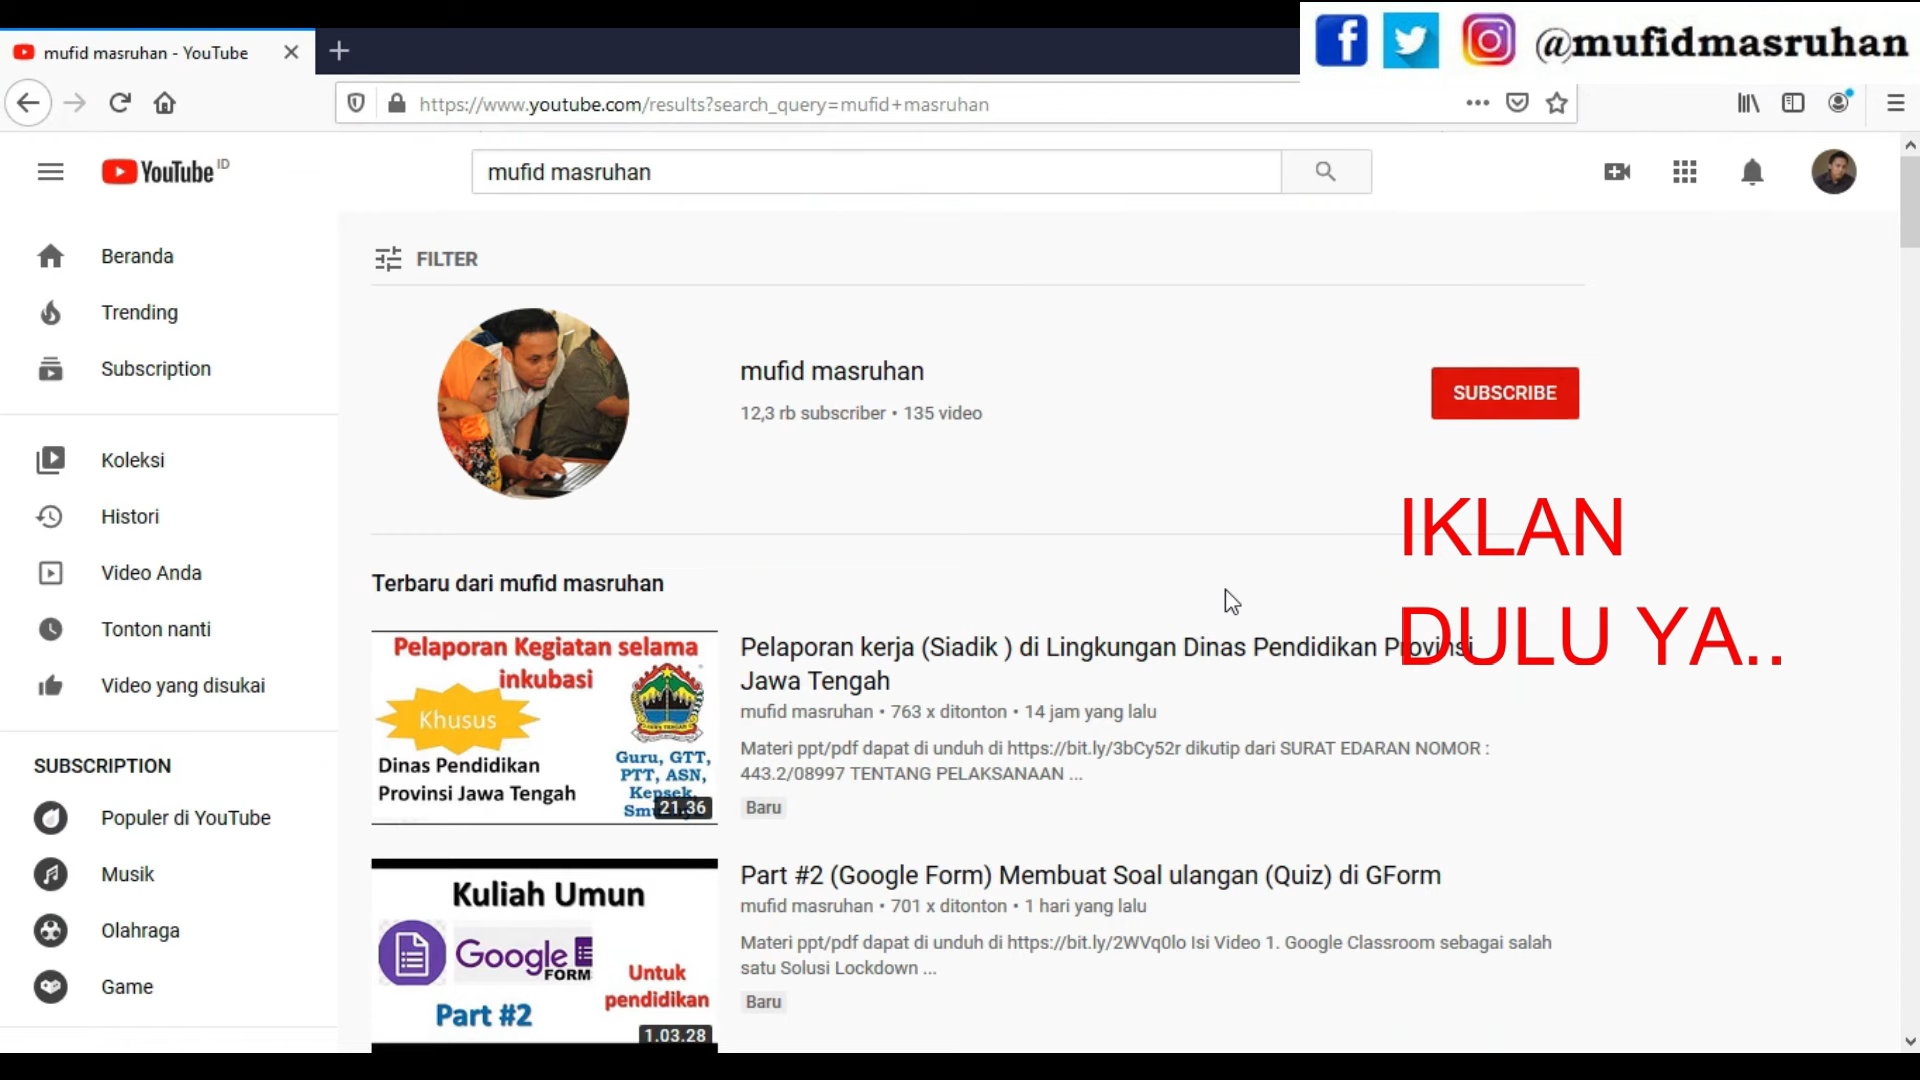 @mufidmasruhan
mufid masruhan - YouTube
https://www.youtube.com/results?search_query=mufid+masruhan
YouTube ID
mufid masruhan
Beranda
Trending
Subscription
Koleksi
Histori
Video Anda
Tonton nanti
Video yang disukai
SUBSCRIPTION
Populer di YouTube
Musik
Olahraga
Game
FILTER
mufid masruhan
12,3 rb subscriber • 135 video
SUBSCRIBE
IKLAN
DULU YA..
Terbaru dari mufid masruhan
Pelaporan Kegiatan selama
inkubasi
Khusus
Dinas Pendidikan
Provinsi Jawa Tengah
Guru, GTT,
PTT, ASN,
Kepsek,
21.36
Pelaporan kerja (Siadik ) di Lingkungan Dinas Pendidikan Provinsi
Jawa Tengah
mufid masruhan • 763 x ditonton • 14 jam yang lalu
Materi ppt/pdf dapat di unduh di https://bit.ly/3bCy52r dikutip dari SURAT EDARAN NOMOR :
443.2/08997 TENTANG PELAKSANAAN ...
Baru
Kuliah Umun
Google
FORM
Untuk
pendidikan
Part #2
1.03.28
Part #2 (Google Form) Membuat Soal ulangan (Quiz) di GForm
mufid masruhan • 701 x ditonton • 1 hari yang lalu
Materi ppt/pdf dapat di unduh di https://bit.ly/2WVq0lo Isi Video 1. Google Classroom sebagai salah
satu Solusi Lockdown ...
Baru